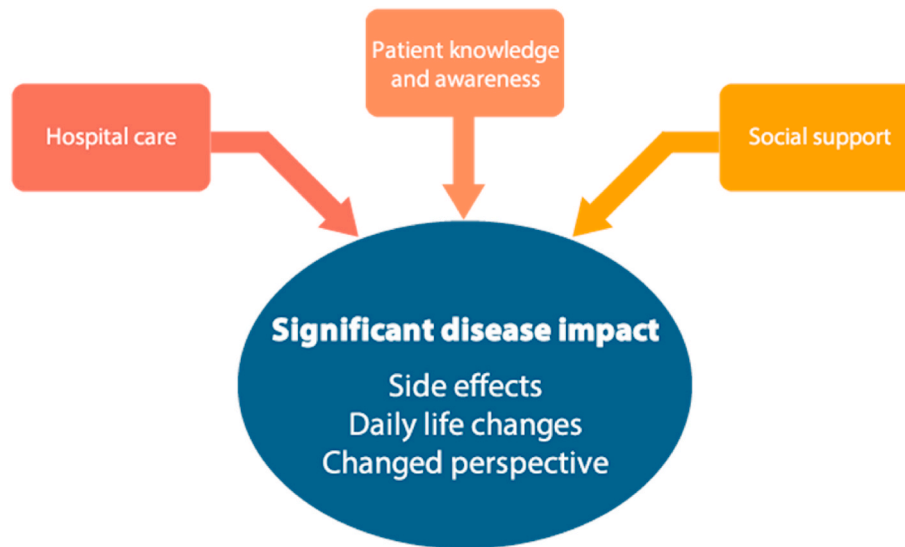 Patient knowledge
and awareness
Hospital care
Social support
Significant disease impact
Side effects
Daily life changes
Changed perspective